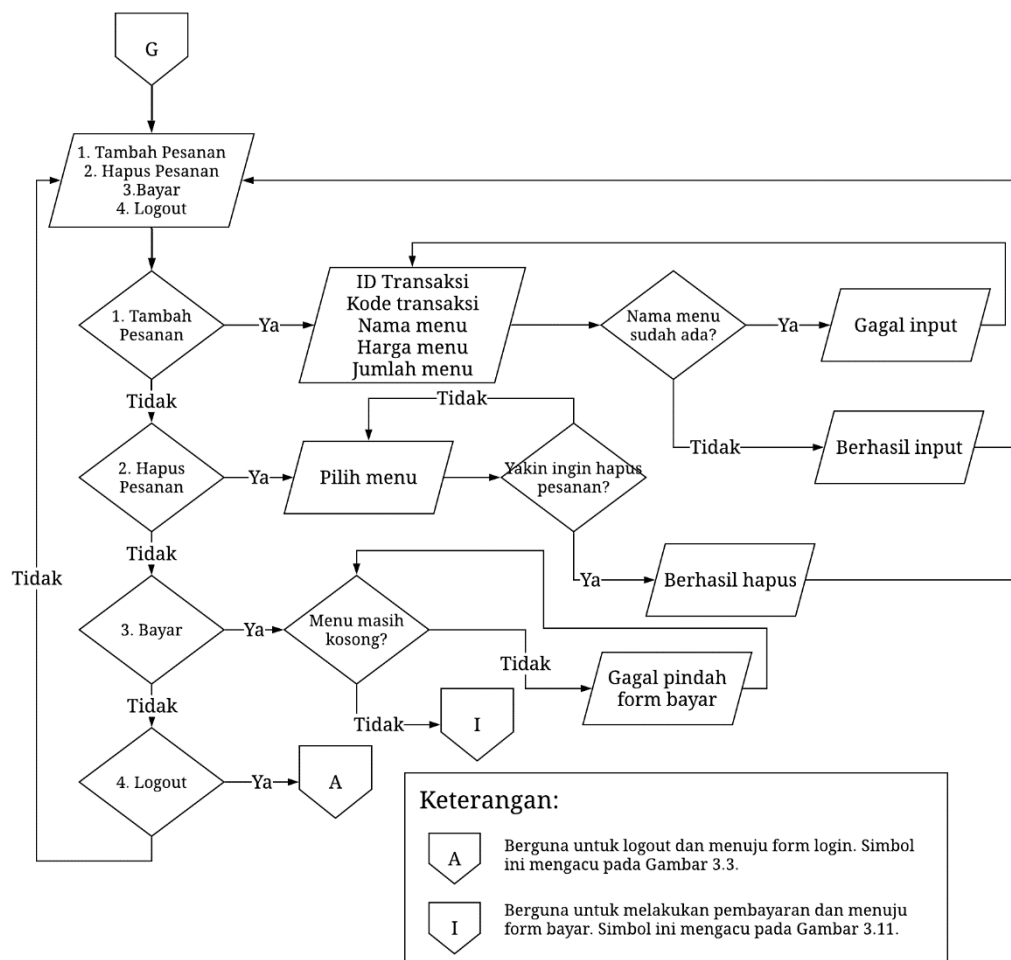 G
1. Tambah Pesanan
2. Hapus Pesanan
3.Bayar
4. Logout
1. Tambah
Pesanan
Ya
ID Transaksi
Kode transaksi
Nama menu
Harga menu
Jumlah menu
Nama menu
sudah ada?
Ya
Gagal input
Tidak
Tidak
Tidak
Berhasil input
2. Hapus
Pesanan
Ya
Pilih menu
Yakin ingin hapus
pesanan?
Tidak
Tidak
Ya
Berhasil hapus
3. Bayar
Ya
Menu masih
kosong?
Tidak
Gagal pindah
form bayar
Tidak
Tidak
I
4. Logout
Ya
A
Keterangan:
A
Berguna untuk logout dan menuju form login. Simbol
ini mengacu pada Gambar 3.3.
I
Berguna untuk melakukan pembayaran dan menuju
form bayar. Simbol ini mengacu pada Gambar 3.11.